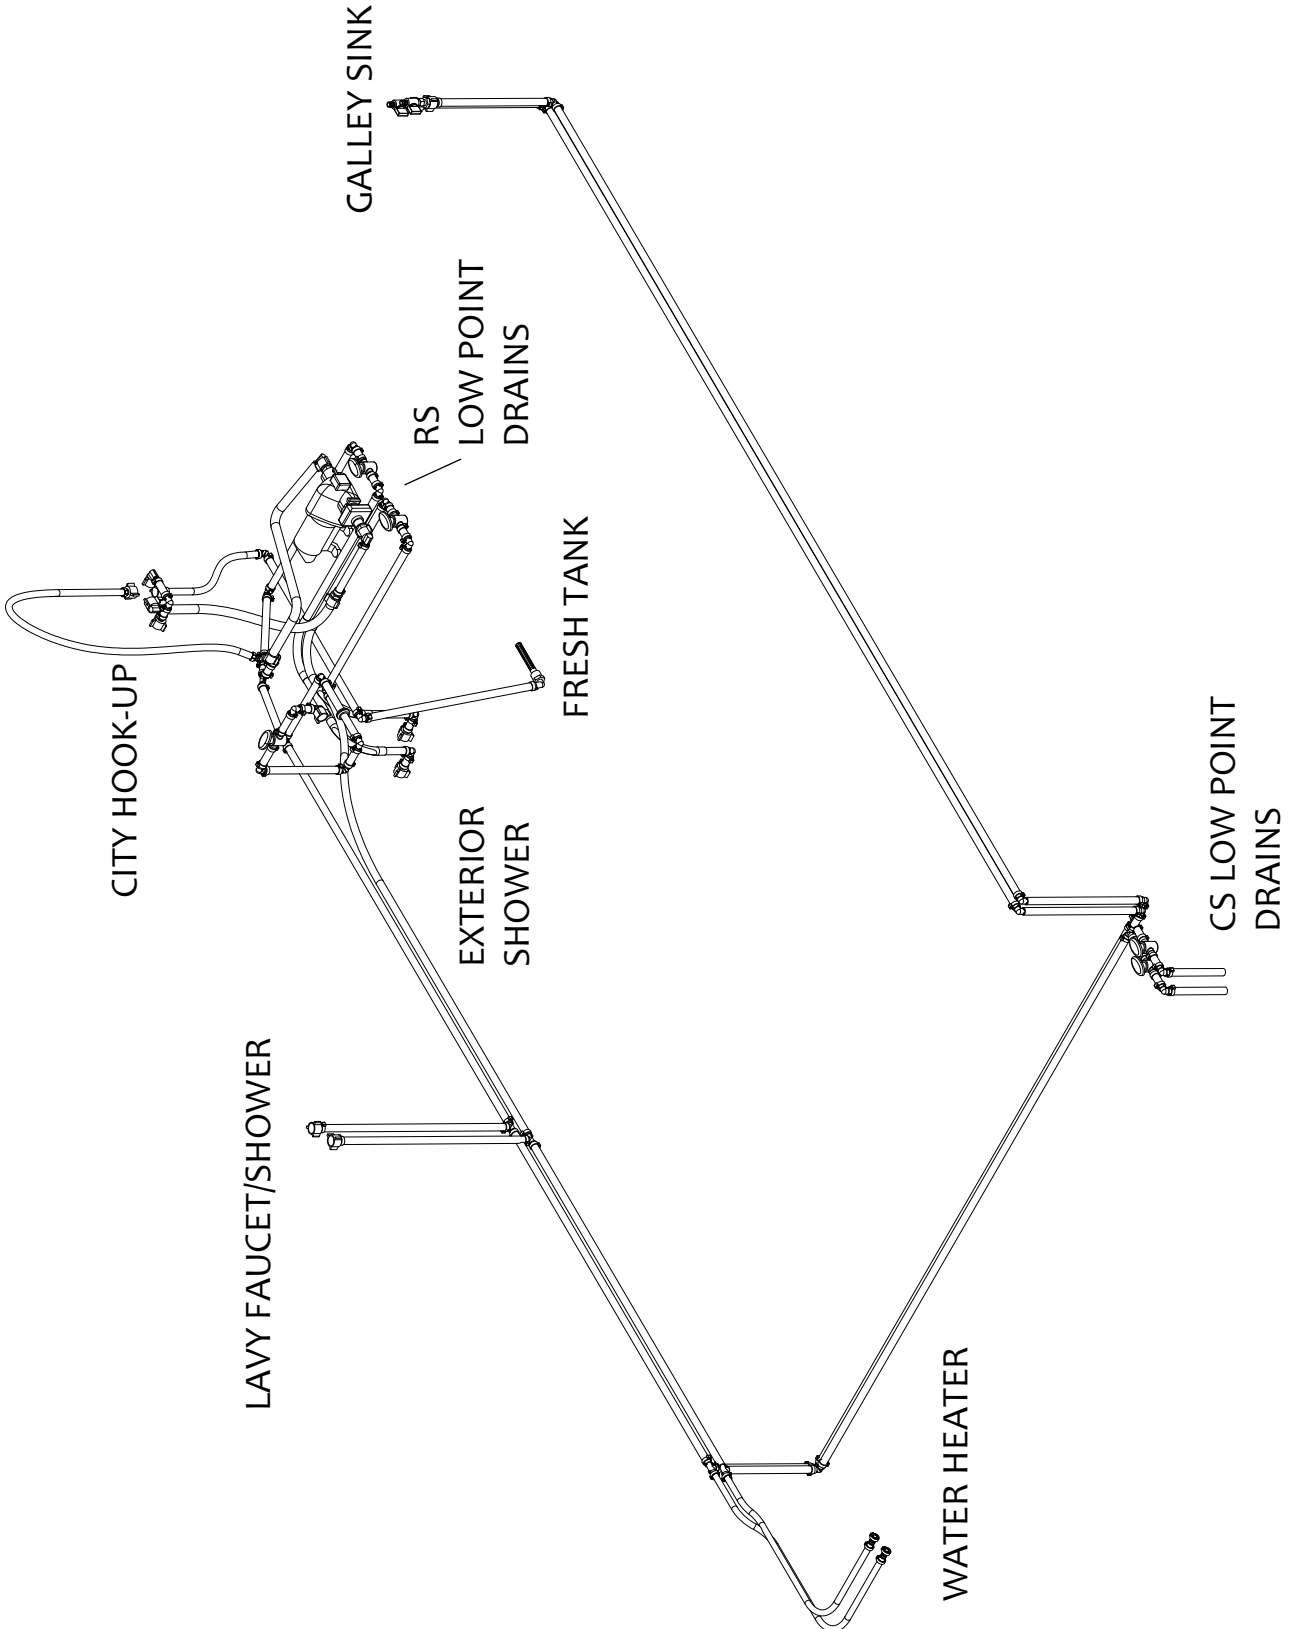 GALLEY SINK
RS
LOW POINT
DRAINS
CITY HOOK-UP
FRESH TANK
EXTERIOR
SHOWER
LAVY FAUCET/SHOWER
CS LOW POINT
DRAINS
WATER HEATER